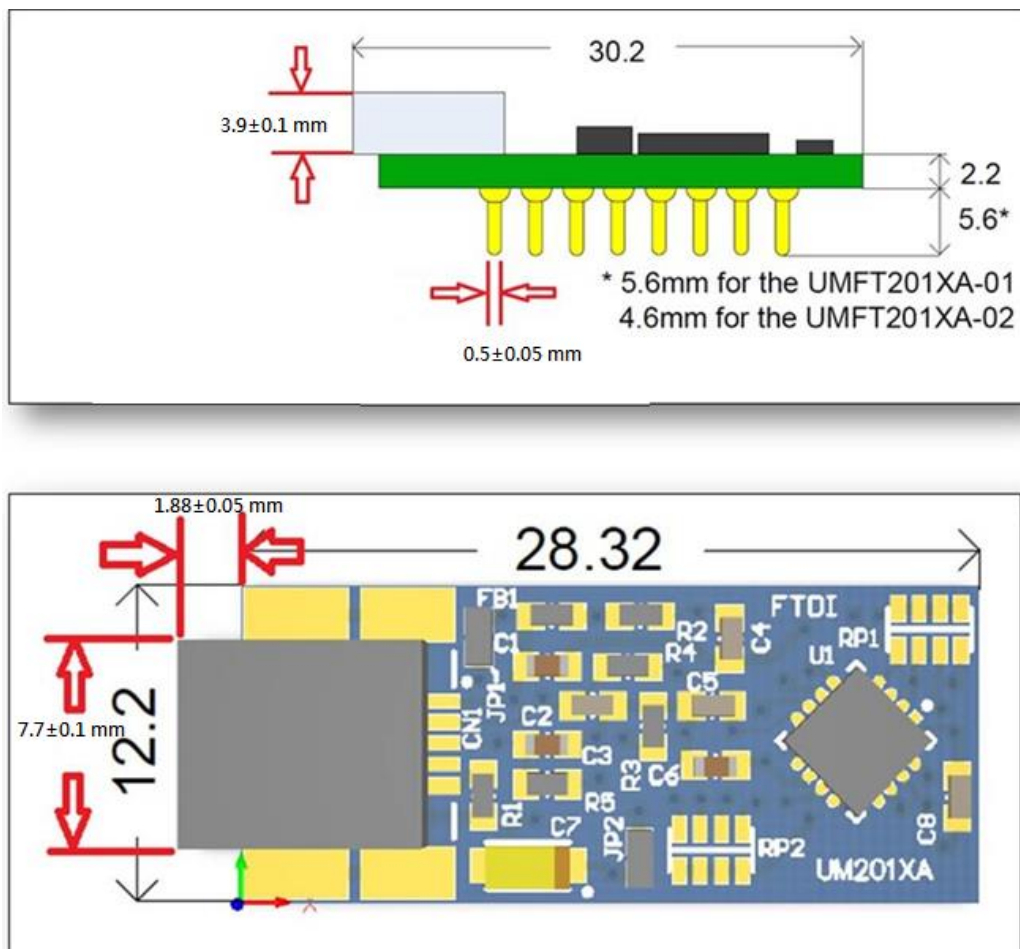 30.2
3.9±0.1 mm
2.2
5.6*
* 5.6mm for the UMFT201XA-01
4.6mm for the UMFT201XA-02
0.5±0.05 mm
1.88±0.05 mm
28.32
FB1
FTDI
C1
R2
C4
RP1
R4
U1
JP1
CN1
C5
7.7±0.1 mm
12.2
C2
C3
R3
C6
R1
R5
C7
JP2
RP2
C8
UM201XA
X